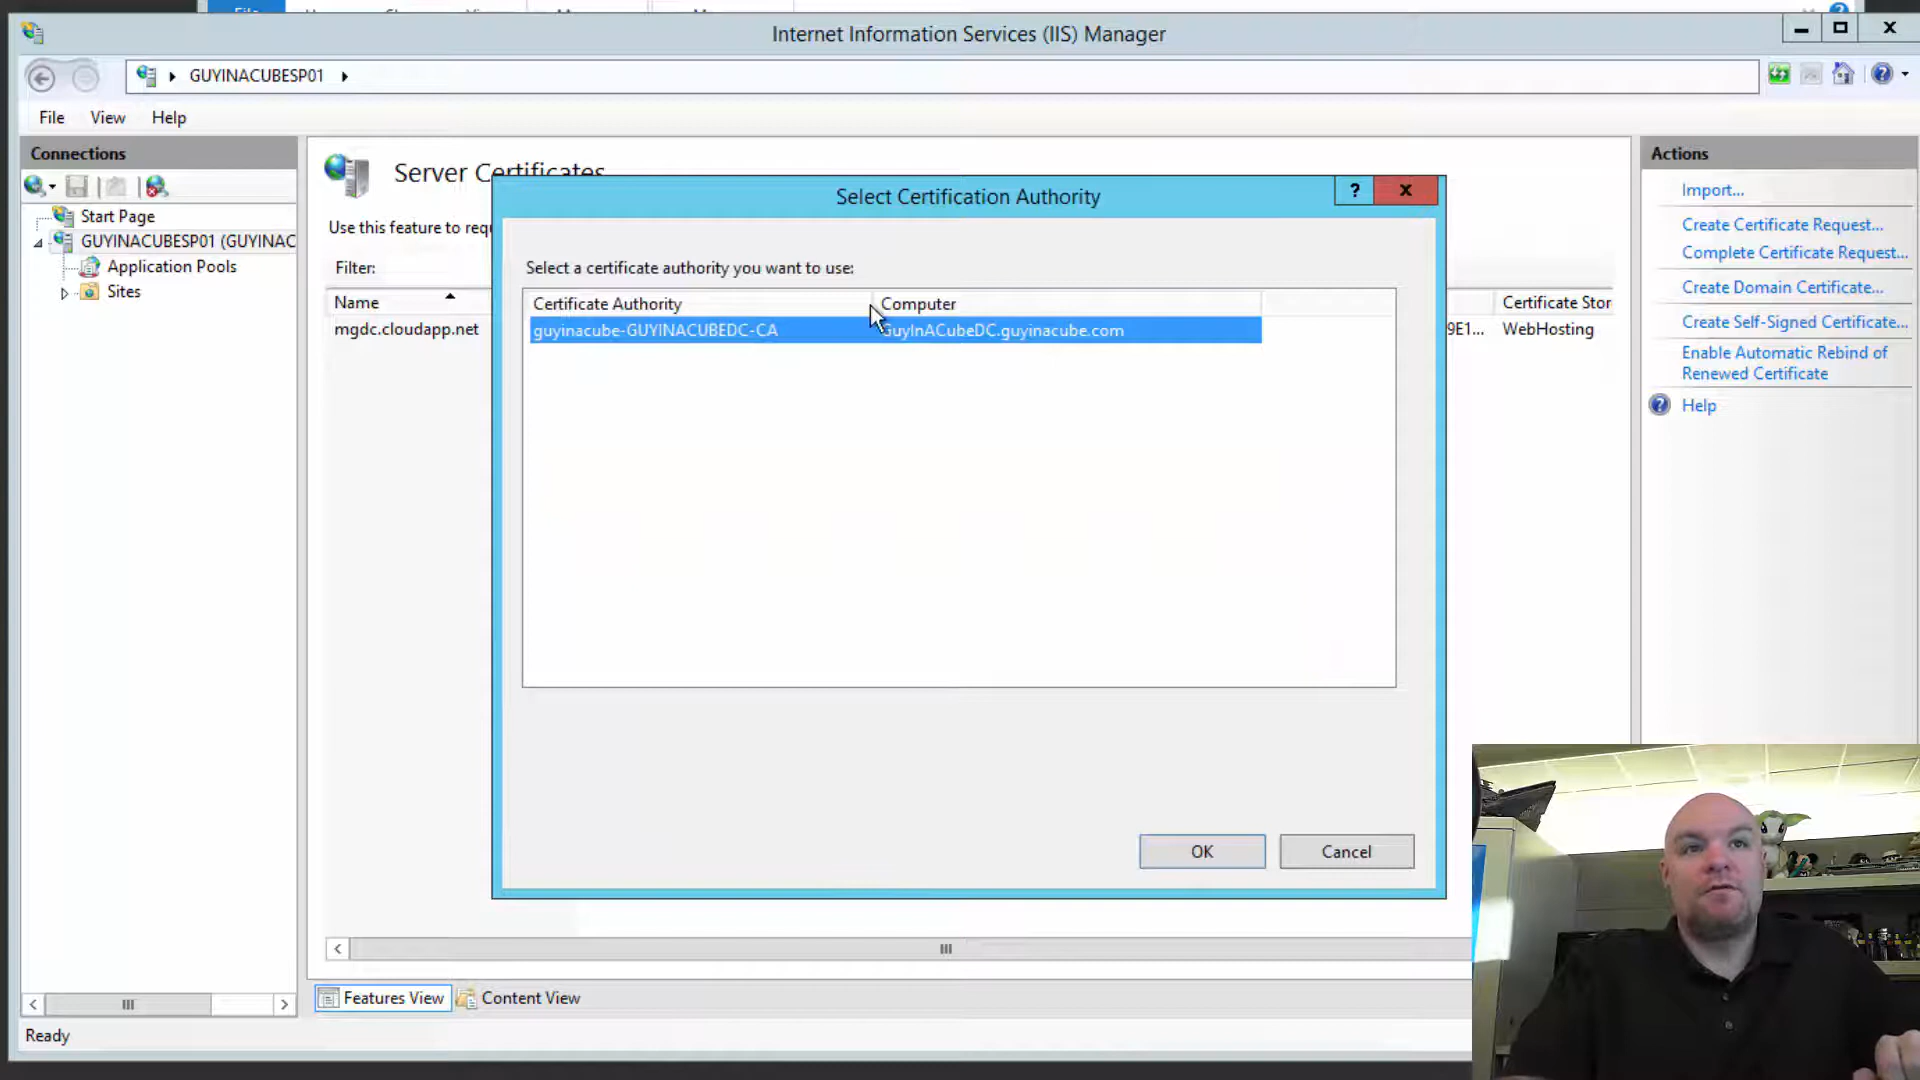 File
Internet Information Services (IIS) Manager
GUYINACUBESP01
File View Help
Connections
Start Page
GUYINACUBESP01 (GUYINAC
Application Pools
Sites
Server Certificates
Use this feature to requ
Filter:
Name
mgdc.cloudapp.net
Certificate Stor
9E1... WebHosting
Select Certification Authority
?
Select a certificate authority you want to use:
Certificate Authority Computer
guyinacube-GUYINACUBEDC-CA GuyInACubeDC.guyinacube.com
OK Cancel
Actions
Import...
Create Certificate Request...
Complete Certificate Request...
Create Domain Certificate...
Create Self-Signed Certificate...
Enable Automatic Rebind of
Renewed Certificate
Help
Features View Content View
Ready